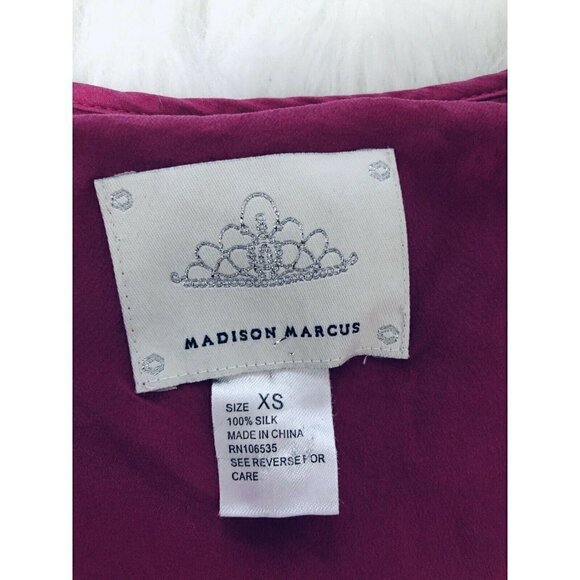 MADISON MARCUS
SIZE XS
100% SILK
MADE IN CHINA
RN106535
SEE REVERSE FOR
CARE